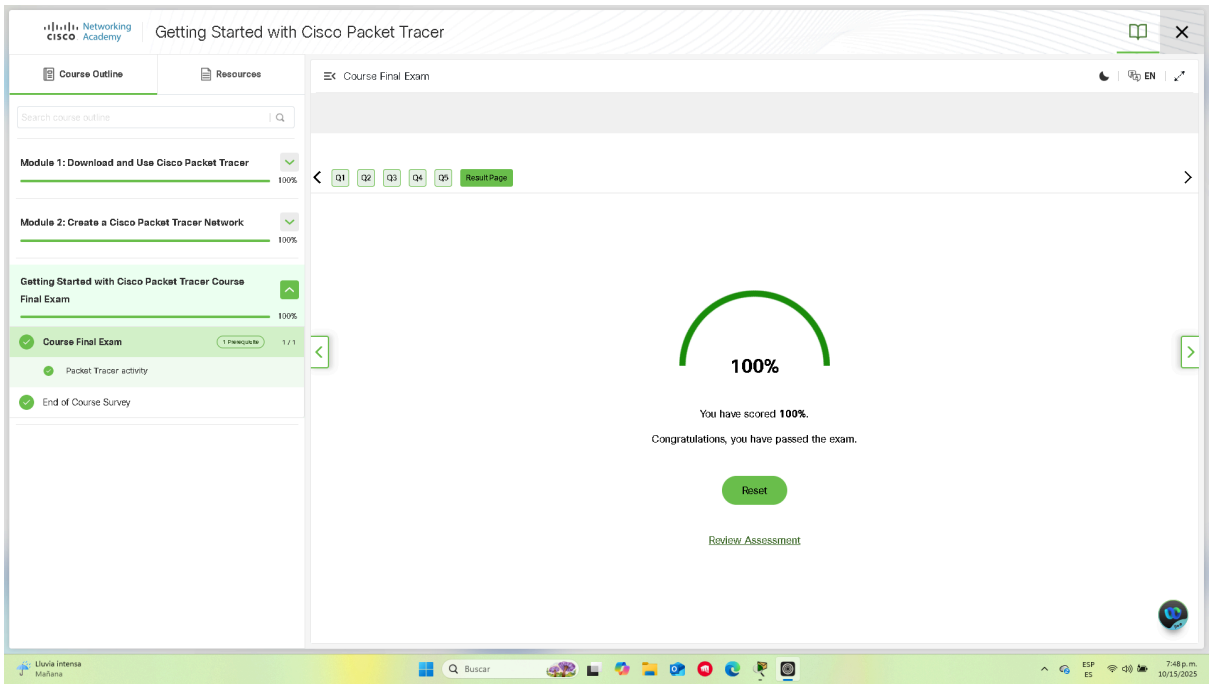 Networking
CISCO Academy
Getting Started with Cisco Packet Tracer
Course Outline
Resources
Search course outline
Module 1: Download and Use Cisco Packet Tracer
100%
Module 2: Create a Cisco Packet Tracer Network
100%
Getting Started with Cisco Packet Tracer Course
Final Exam
100%
Course Final Exam
1 Prerequisite
1 / 1
Packet Tracer activity
End of Course Survey
Course Final Exam
EN
Q1 Q2 Q3 Q4 Q5 Result Page
100%
You have scored 100%.
Congratulations, you have passed the exam.
Reset
Review Assessment
Lluvia intensa
Mañana
Buscar
ESP
ES
7:48 p.m.
10/15/2025